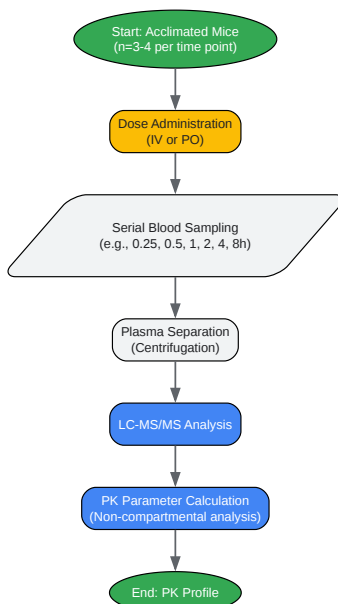 Start: Acclimated Mice
(n=3-4 per time point)
Dose Administration
(IV or PO)
Serial Blood Sampling
(e.g., 0.25, 0.5, 1, 2, 4, 8h)
Plasma Separation
(Centrifugation)
LC-MS/MS Analysis
PK Parameter Calculation
(Non-compartmental analysis)
End: PK Profile